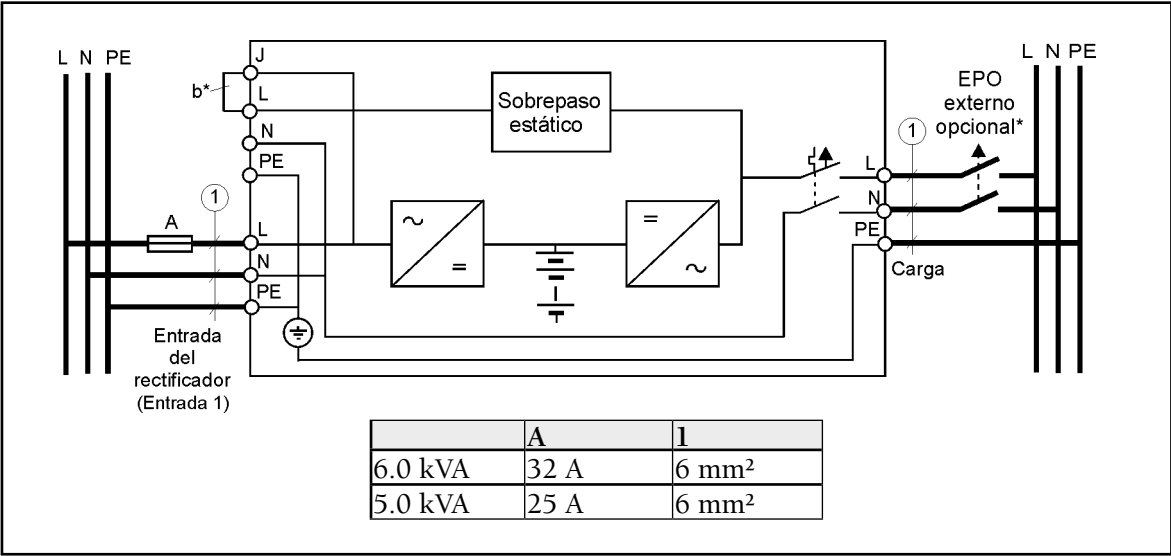 L N PE
J
b*
L
N
PE
1
A
L
N
PE
Entrada
del
rectificador
(Entrada 1)
Sobrepaso
estático
~
=
=
~
L
N
PE
1
Carga
EPO
externo
opcional*
L N PE
A 1
6.0 kVA 32 A 6 mm²
5.0 kVA 25 A 6 mm²